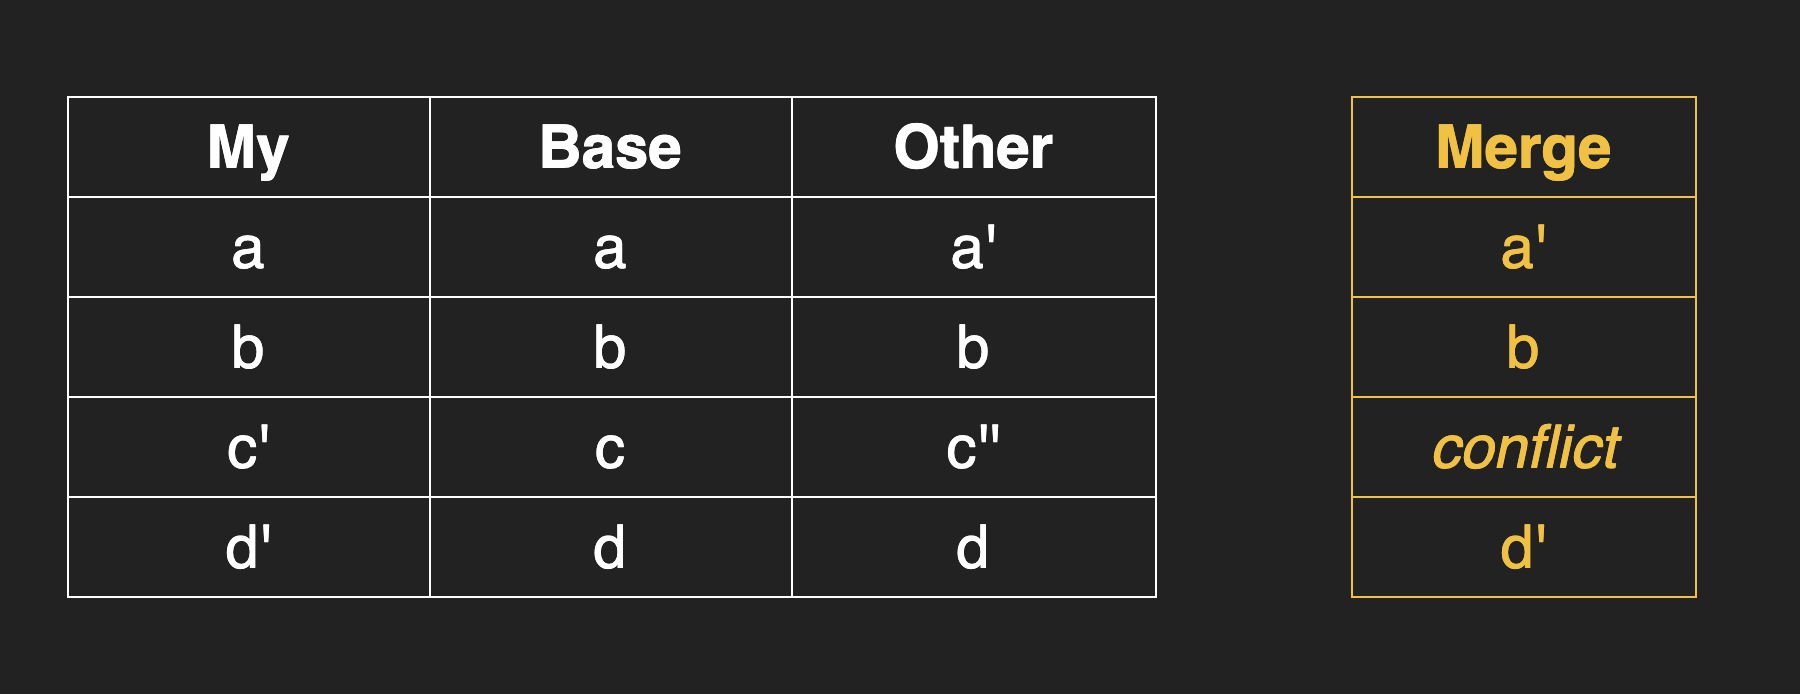 My Base Other Merge
a a a' a'
b b b b
c' c c" conflict
d' d d d'